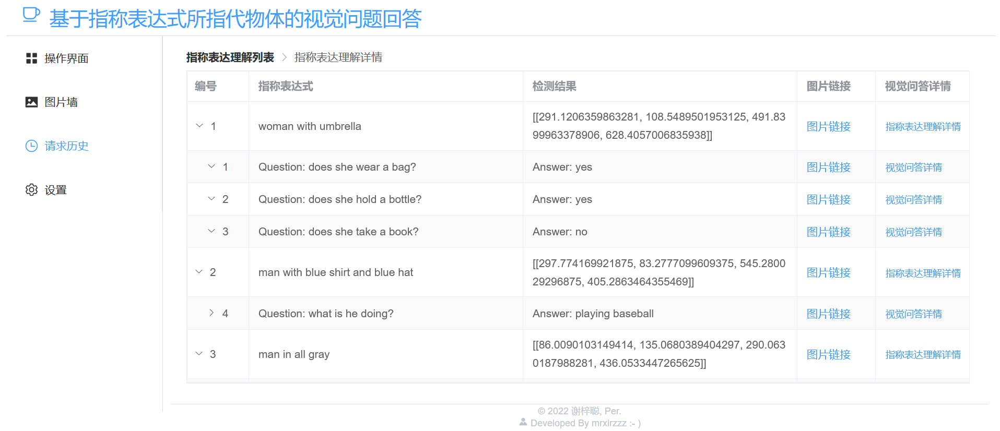 基于指称表达式所指代物体的视觉问题回答
操作界面
图片墙
请求历史
设置
指称表达理解列表 > 指称表达理解详情
编号 指称表达式 检测结果 图片链接 视觉问答详情
1 woman with umbrella [[291.1206359863281, 108.5489501953125, 491.83
99963378906, 628.4057006835938]] 图片链接 指称表达理解详情
1 Question: does she wear a bag? Answer: yes 图片链接 视觉问答详情
2 Question: does she hold a bottle? Answer: yes 图片链接 视觉问答详情
3 Question: does she take a book? Answer: no 图片链接 视觉问答详情
2 man with blue shirt and blue hat [[297.774169921875, 83.2777099609375, 545.2800
29296875, 405.2863464355469]] 图片链接 指称表达理解详情
4 Question: what is he doing? Answer: playing baseball 图片链接 视觉问答详情
3 man in all gray [[86.0090103149414, 135.0680389404297, 290.063
0187988281, 436.0533447265625]] 图片链接 指称表达理解详情
© 2022 谢梓聪, Per.
Developed By mrxirzzz :- )